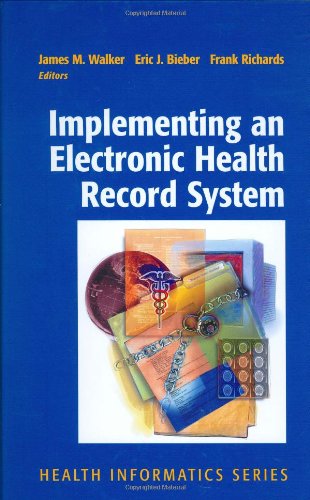 James M. Walker Eric J. Bieber Frank Richards
Editors
Implementing an
Electronic Health
Record System
HEALTH INFORMATICS SERIES